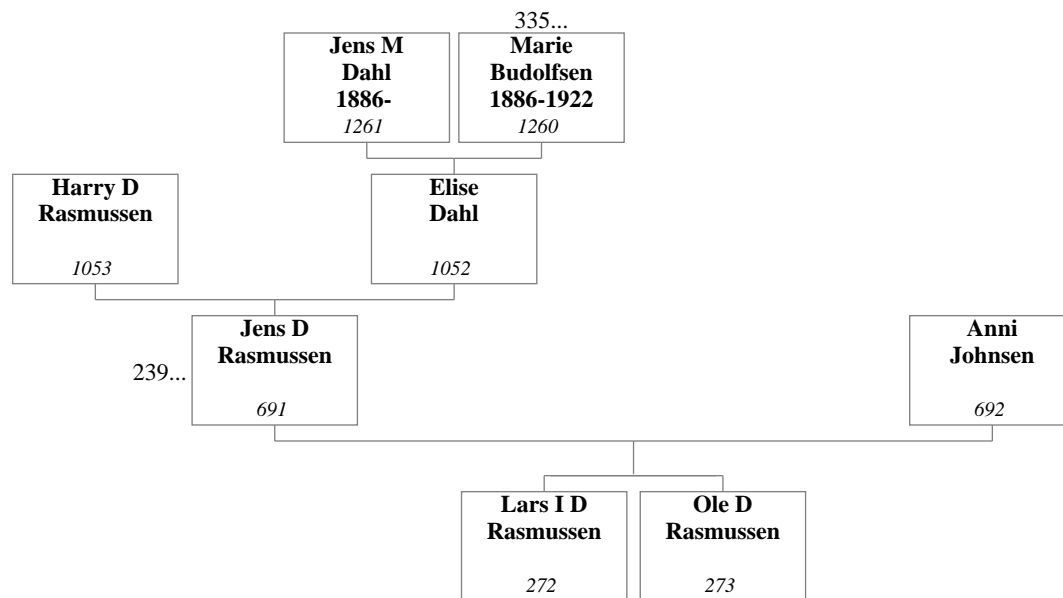 335...
Jens M
Dahl
1886-
1261
Marie
Budolfsen
1886-1922
1260
Harry D
Rasmussen
1053
Elise
Dahl
1052
239...
Jens D
Rasmussen
691
Anni
Johnsen
692
Lars I D
Rasmussen
272
Ole D
Rasmussen
273